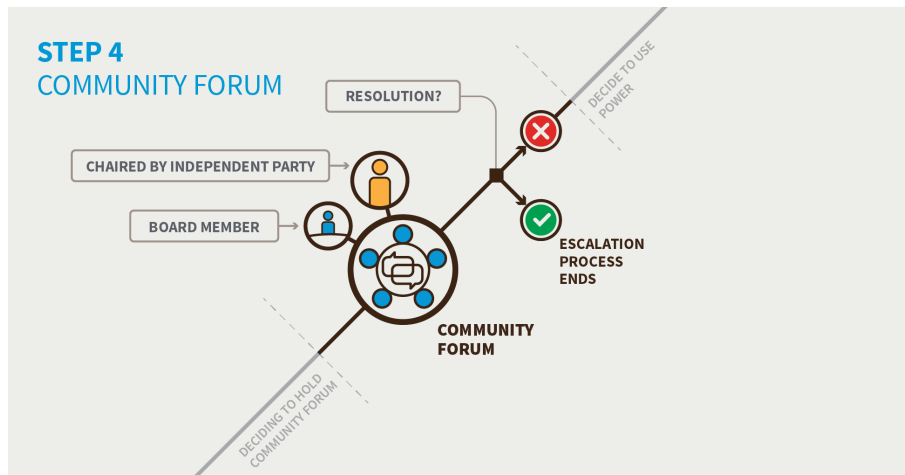 STEP 4
COMMUNITY FORUM
RESOLUTION?
DECIDE TO USE
POWER
CHAIRED BY INDEPENDENT PARTY
BOARD MEMBER
ESCALATION
PROCESS
ENDS
COMMUNITY
FORUM
DECIDING TO HOLD
COMMUNITY FORUM